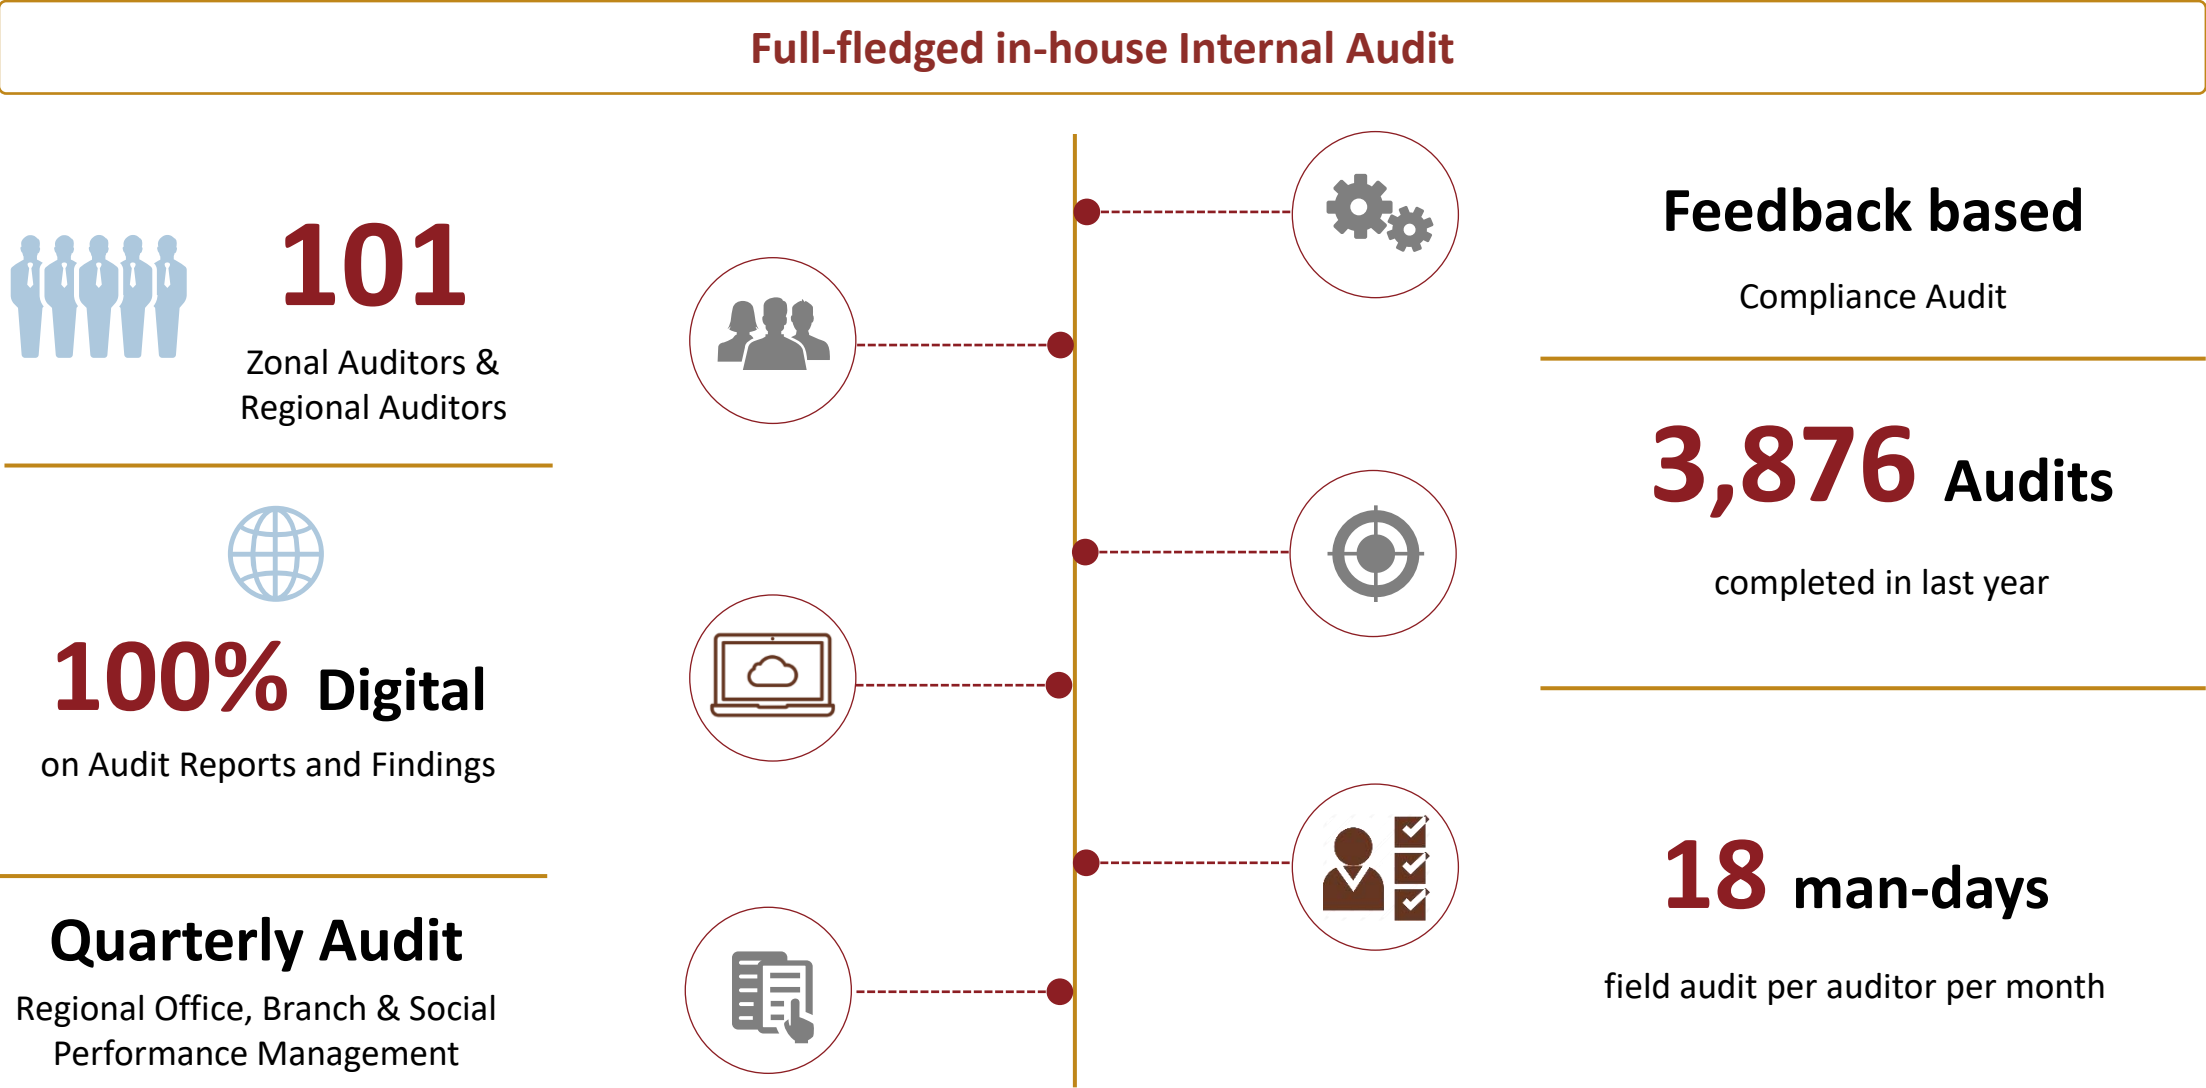 Full-fledged in-house Internal Audit
101
Zonal Auditors &
Regional Auditors
100% Digital
on Audit Reports and Findings
Quarterly Audit
Regional Office, Branch & Social
Performance Management
Feedback based
Compliance Audit
3,876 Audits
completed in last year
18 man-days
field audit per auditor per month